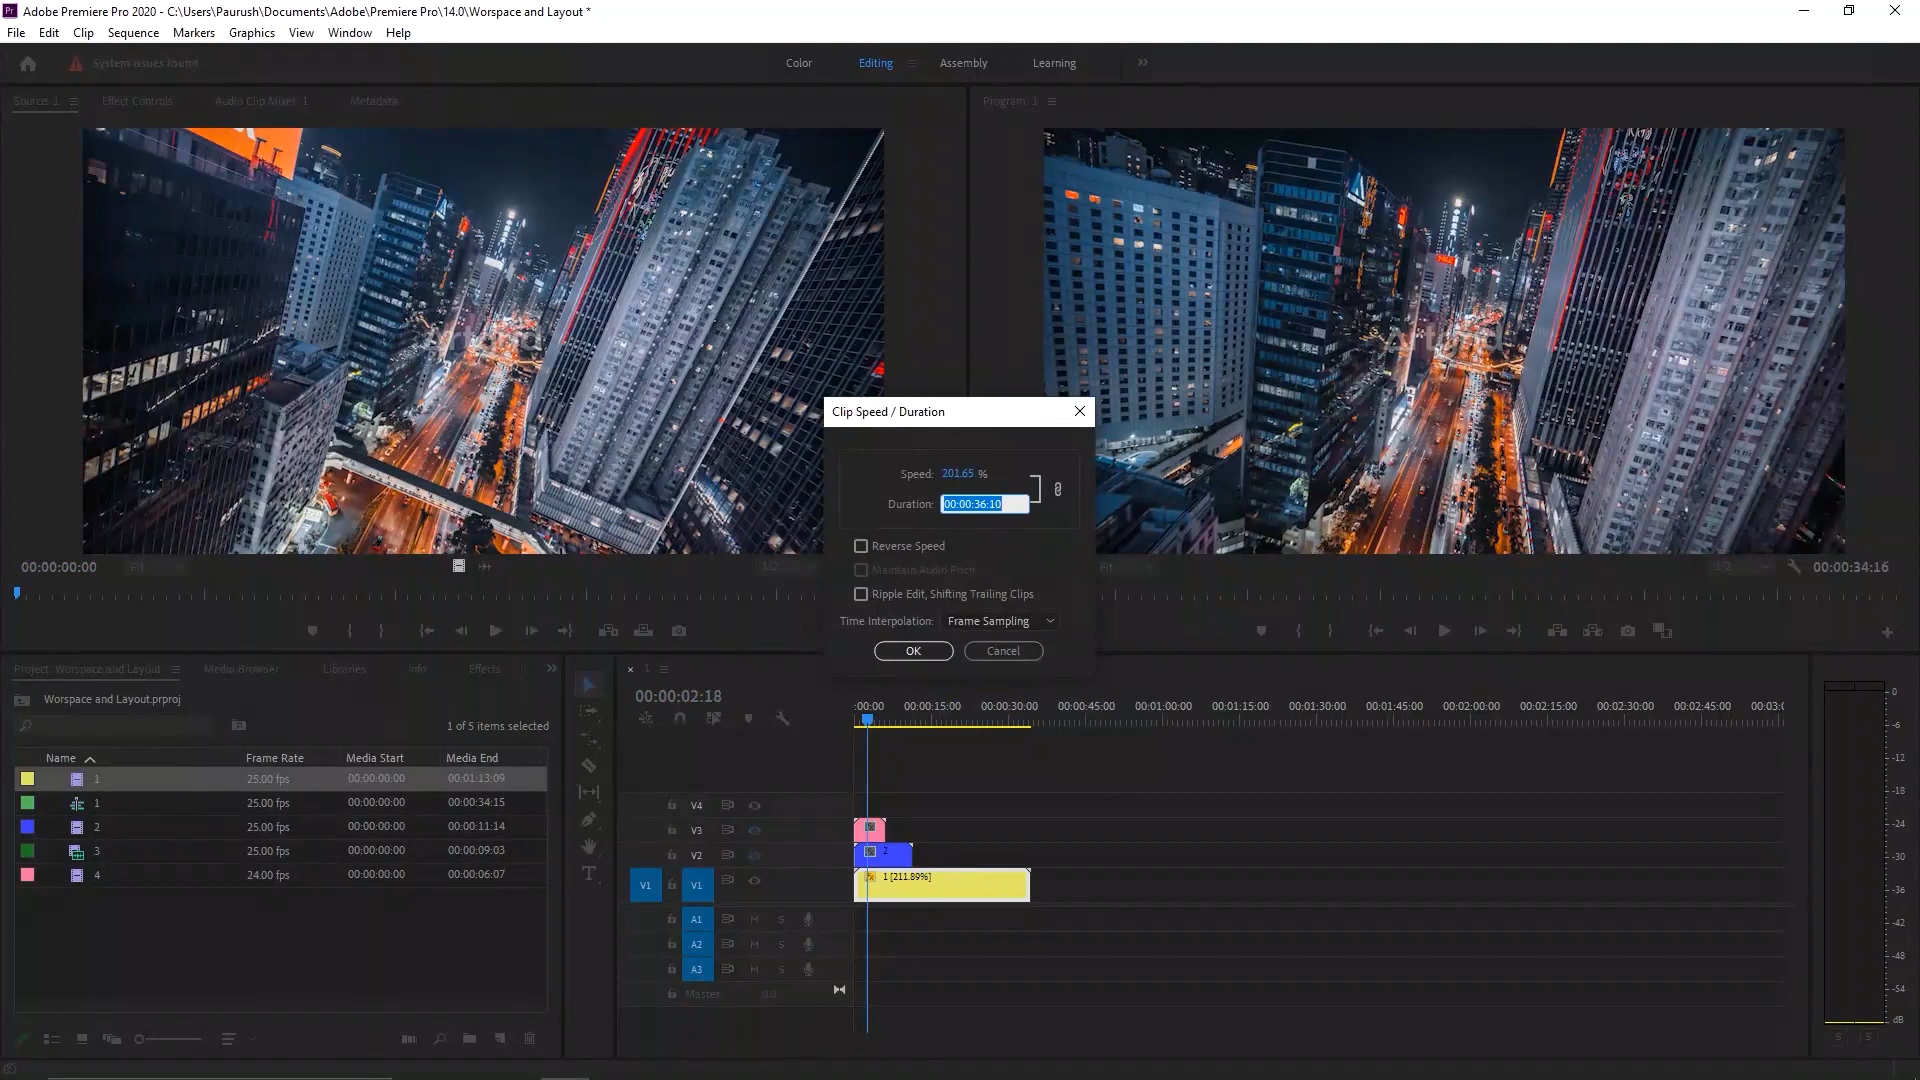 Adobe Premiere Pro 2020 - C:\Users\Paurush\Documents\Adobe\Premiere Pro\14.0\Worspace and Layout *
File Edit Clip Sequence Markers Graphics View Window Help
System issues found
Color Editing Assembly Learning
Source: 1 Effect Controls Audio Clip Mixer: 1 Metadata
Program: 1
Artgrid
Artgrid
Clip Speed / Duration
Speed: 201.65 %
Duration: 00:00:36:10
Reverse Speed
Maintain Audio Pitch
Ripple Edit, Shifting Trailing Clips
Time Interpolation: Frame Sampling
OK Cancel
00:00:00:00 Fit 1/2
Fit 1/2 00:00:34:16
Project: Worspace and Layout Media Browser Libraries Info Effects
Worspace and Layout.prproj
1 of 5 items selected
Name Frame Rate Media Start Media End
1 25.00 fps 00:00:00:00 00:01:13:09
1 25.00 fps 00:00:00:00 00:00:34:15
2 25.00 fps 00:00:00:00 00:00:11:14
3 25.00 fps 00:00:00:00 00:00:09:03
4 24.00 fps 00:00:00:00 00:00:06:07
1
00:00:02:18
:00:00 00:00:15:00 00:00:30:00 00:00:45:00 00:01:00:00 00:01:15:00 00:01:30:00 00:01:45:00 00:02:00:00 00:02:15:00 00:02:30:00 00:02:45:00 00:03:0
V4
V3
V2 2
V1 V1 1 [211.89%]
A1 M S
A2 M S
A3 M S
Master 0.0
0
-6
-12
-18
-24
-30
-36
-42
-48
-54
dB
S S